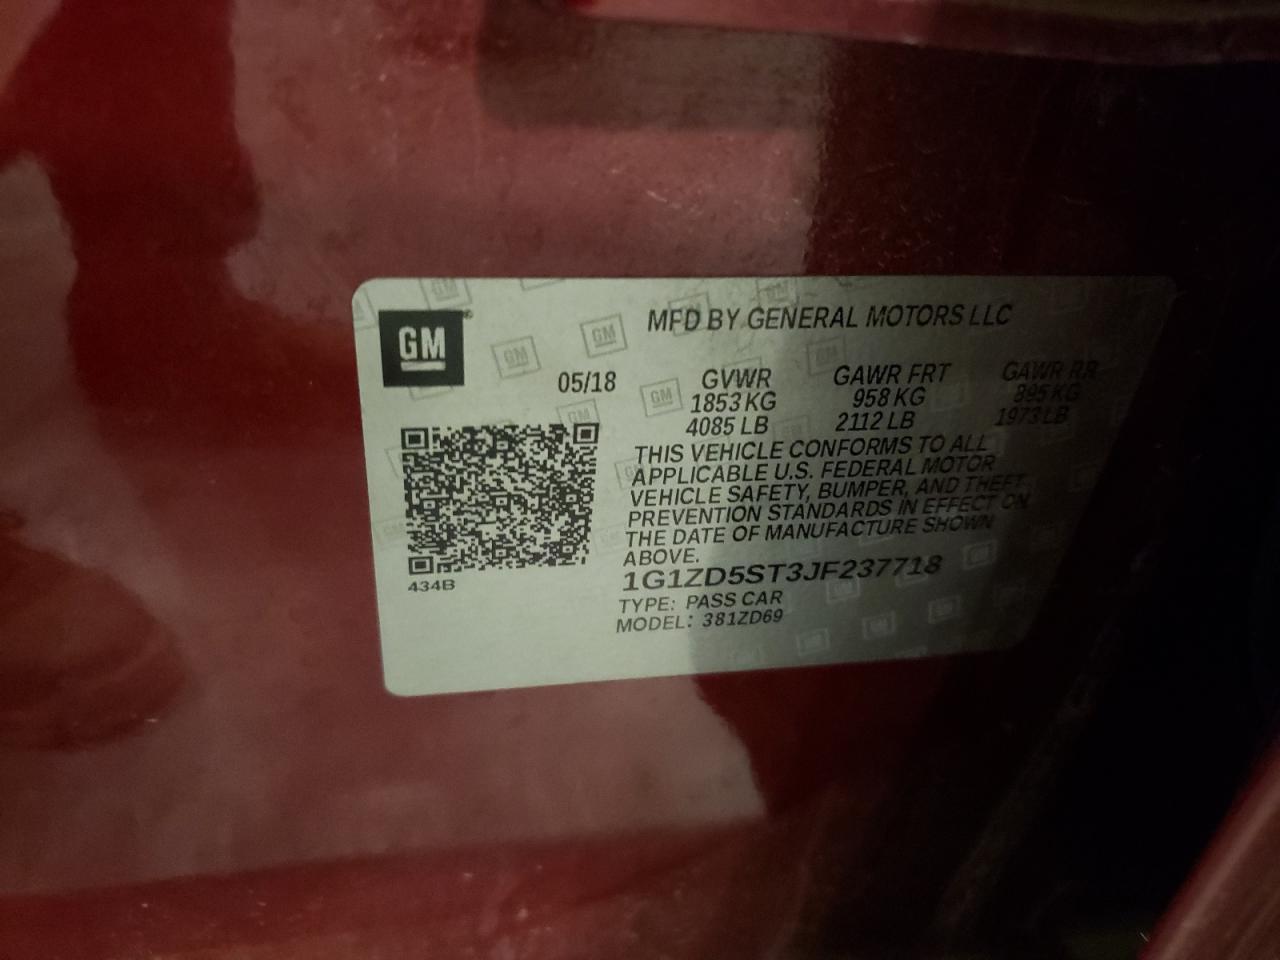 GM
MFD BY GENERAL MOTORS LLC
05/18
GVWR GAWR FRT GAWR RR
1853 KG 958 KG 895 KG
4085 LB 2112 LB 1973 LB
THIS VEHICLE CONFORMS TO ALL
APPLICABLE U.S. FEDERAL MOTOR
VEHICLE SAFETY, BUMPER, AND THEFT
PREVENTION STANDARDS IN EFFECT ON
THE DATE OF MANUFACTURE SHOWN
ABOVE.
434B
1G1ZD5ST3JF237718
TYPE: PASS CAR
MODEL: 381ZD69